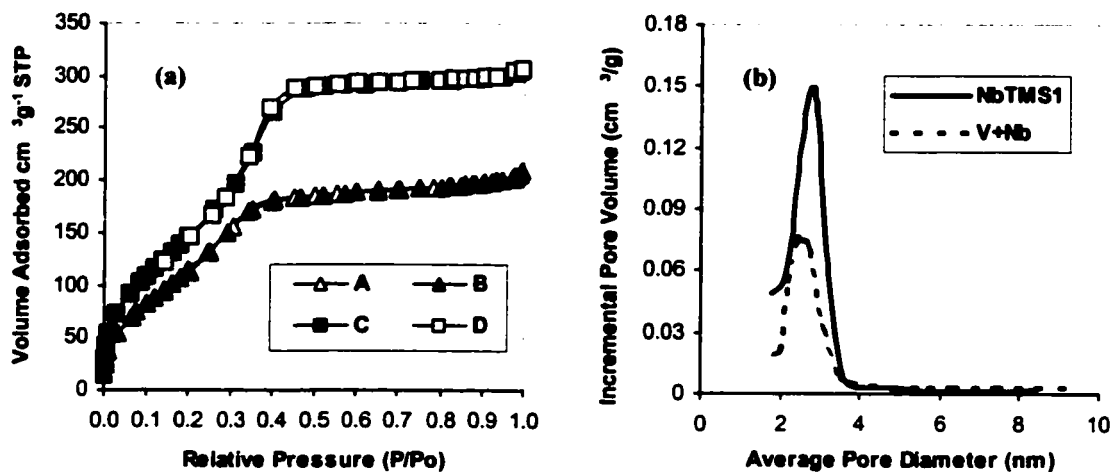 (a)
Volume Adsorbed cm ³g⁻¹ STP
350
300
250
200
150
100
50
0
A B
C D
0.0 0.1 0.2 0.3 0.4 0.5 0.6 0.7 0.8 0.9 1.0
Relative Pressure (P/Po)
(b)
Incremental Pore Volume (cm ³/g)
0.18
0.15
0.12
0.09
0.06
0.03
0
NbTMS1
V+Nb
0 2 4 6 8 10
Average Pore Diameter (nm)